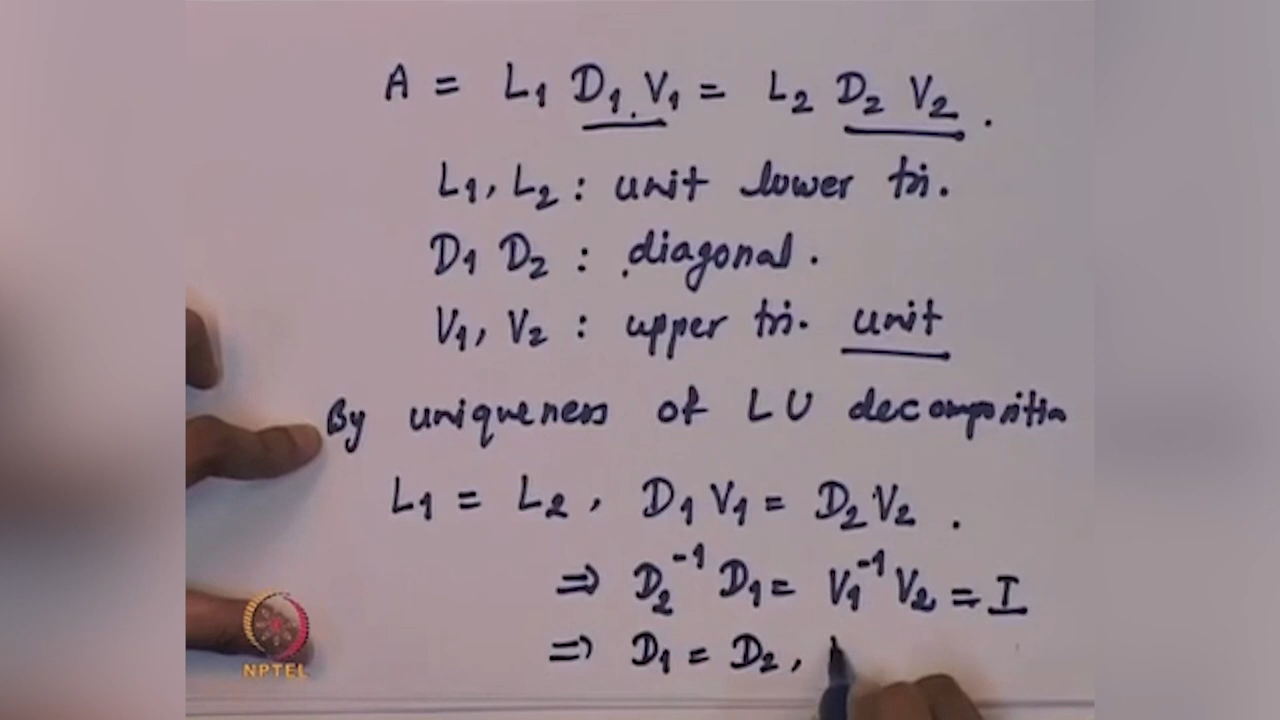 A = L1 D1 V1 = L2 D2 V2 .
L1, L2 : unit lower tri.
D1 D2 : diagonal .
V1, V2 : upper tri. unit
By uniqueness of LU decomposition
L1 = L2 , D1 V1 = D2 V2 .
⇒ D2⁻¹ D1 = V1⁻¹ V2 = I
⇒ D1 = D2 ,
NPTEL